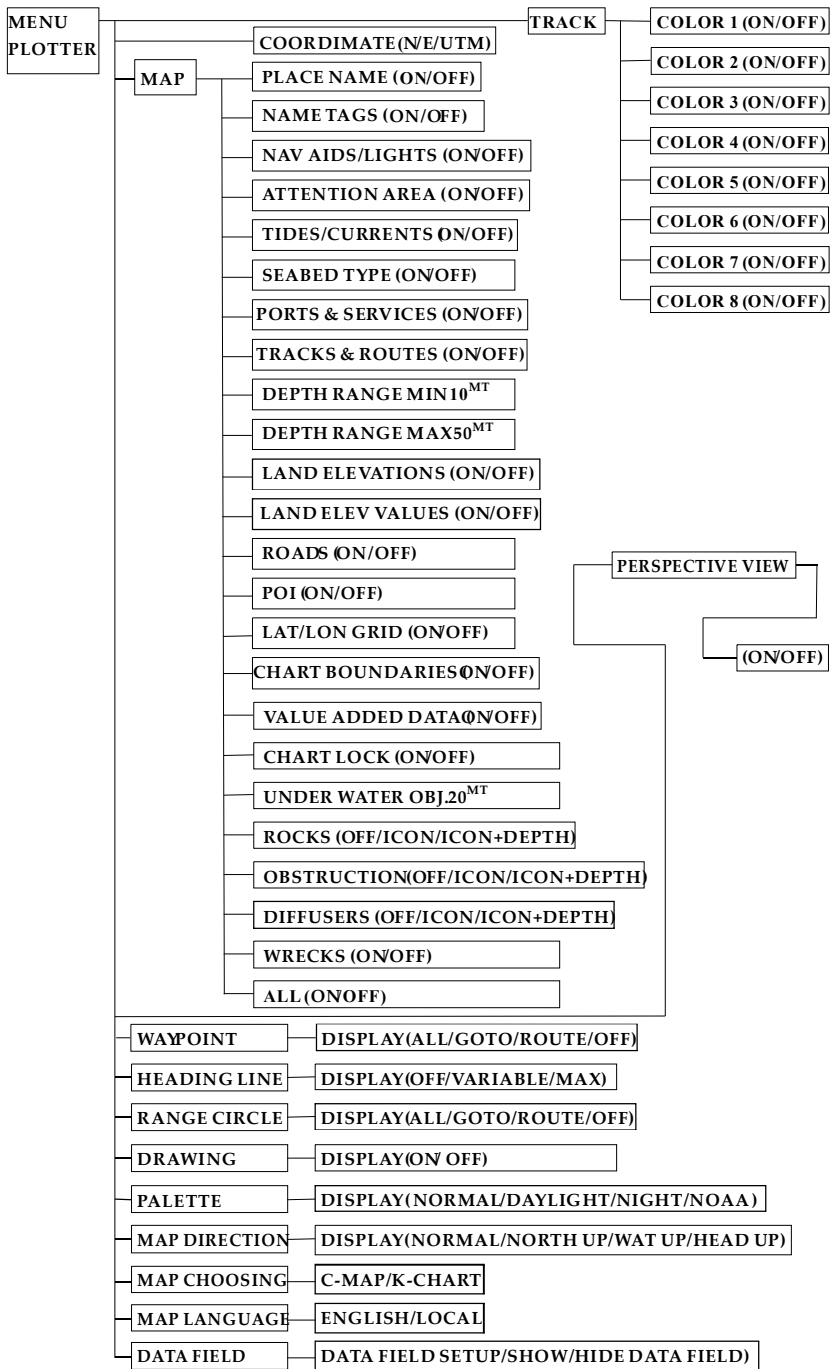 MENU
PLOTTER
TRACK
COLOR 1 (ON/OFF)
COLOR 2 (ON/OFF)
COLOR 3 (ON/OFF)
COLOR 4 (ON/OFF)
COLOR 5 (ON/OFF)
COLOR 6 (ON/OFF)
COLOR 7 (ON/OFF)
COLOR 8 (ON/OFF)
COORDIMATE(N/E/UTM)
MAP
PLACE NAME (ON/OFF)
NAME TAGS (ON/OFF)
NAV AIDS/LIGHTS (ON/OFF)
ATTENTION AREA (ON/OFF)
TIDES/CURRENTS (ON/OFF)
SEABED TYPE (ON/OFF)
PORTS & SERVICES (ON/OFF)
TRACKS & ROUTES (ON/OFF)
DEPTH RANGE MIN10MT
DEPTH RANGE MAX50MT
LAND ELEVATIONS (ON/OFF)
LAND ELEV VALUES (ON/OFF)
ROADS (ON/OFF)
POI (ON/OFF)
LAT/LON GRID (ON/OFF)
CHART BOUNDARIES(ON/OFF)
VALUE ADDED DATA(ON/OFF)
CHART LOCK (ON/OFF)
UNDER WATER OBJ.20MT
ROCKS (OFF/ICON/ICON+DEPTH)
OBSTRUCTION(OFF/ICON/ICON+DEPTH)
DIFFUSERS (OFF/ICON/ICON+DEPTH)
WRECKS (ON/OFF)
ALL (ON/OFF)
PERSPECTIVE VIEW
(ON/OFF)
WAYPOINT
DISPLAY(ALL/GOTO/ROUTE/OFF)
HEADING LINE
DISPLAY(OFF/VARIABLE/MAX)
RANGE CIRCLE
DISPLAY(ALL/GOTO/ROUTE/OFF)
DRAWING
DISPLAY(ON/ OFF)
PALETTE
DISPLAY(NORMAL/DAYLIGHT/NIGHT/NOAA)
MAP DIRECTION
DISPLAY(NORMAL/NORTH UP/WAT UP/HEAD UP)
MAP CHOOSING
C-MAP/K-CHART
MAP LANGUAGE
ENGLISH/LOCAL
DATA FIELD
DATA FIELD SETUP/SHOW/HIDE DATA FIELD)